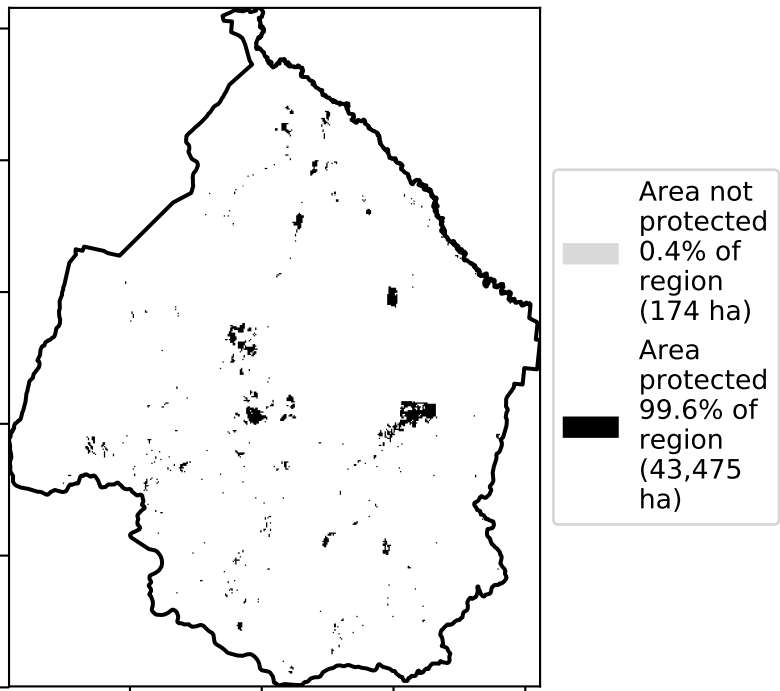 Area not
protected
0.4% of
region
(174 ha)
Area
protected
99.6% of
region
(43,475
ha)